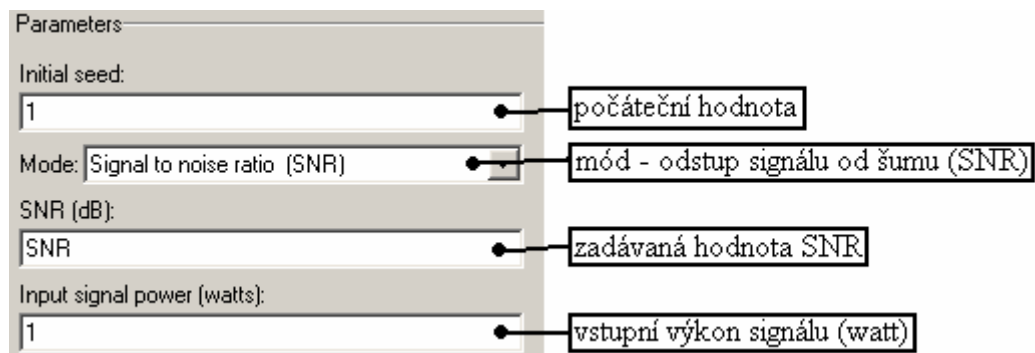 Parameters
Initial seed:
1
počáteční hodnota
Mode: Signal to noise ratio (SNR)
mód - odstup signálu od šumu (SNR)
SNR (dB):
SNR
zadávaná hodnota SNR
Input signal power (watts):
1
vstupní výkon signálu (watt)